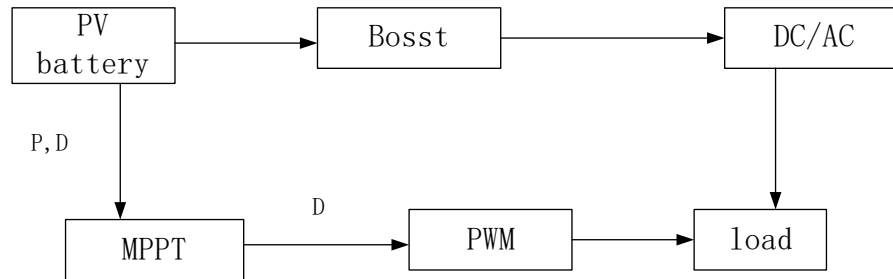 PV
battery
Bosst
DC/AC
P,D
MPPT
D
PWM
load